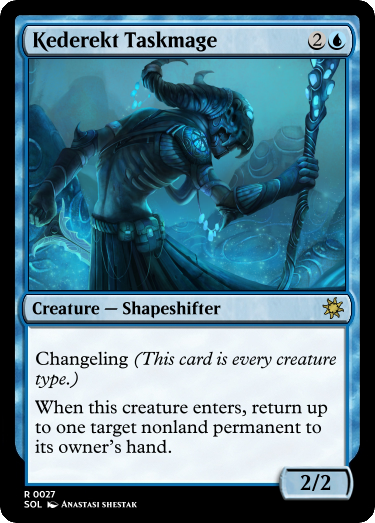 Kederekt Taskmage 2
Creature — Shapeshifter
Changeling (This card is every creature
type.)
When this creature enters, return up
to one target nonland permanent to
its owner's hand.
2/2
R 0027
SOL Anastasi shestak